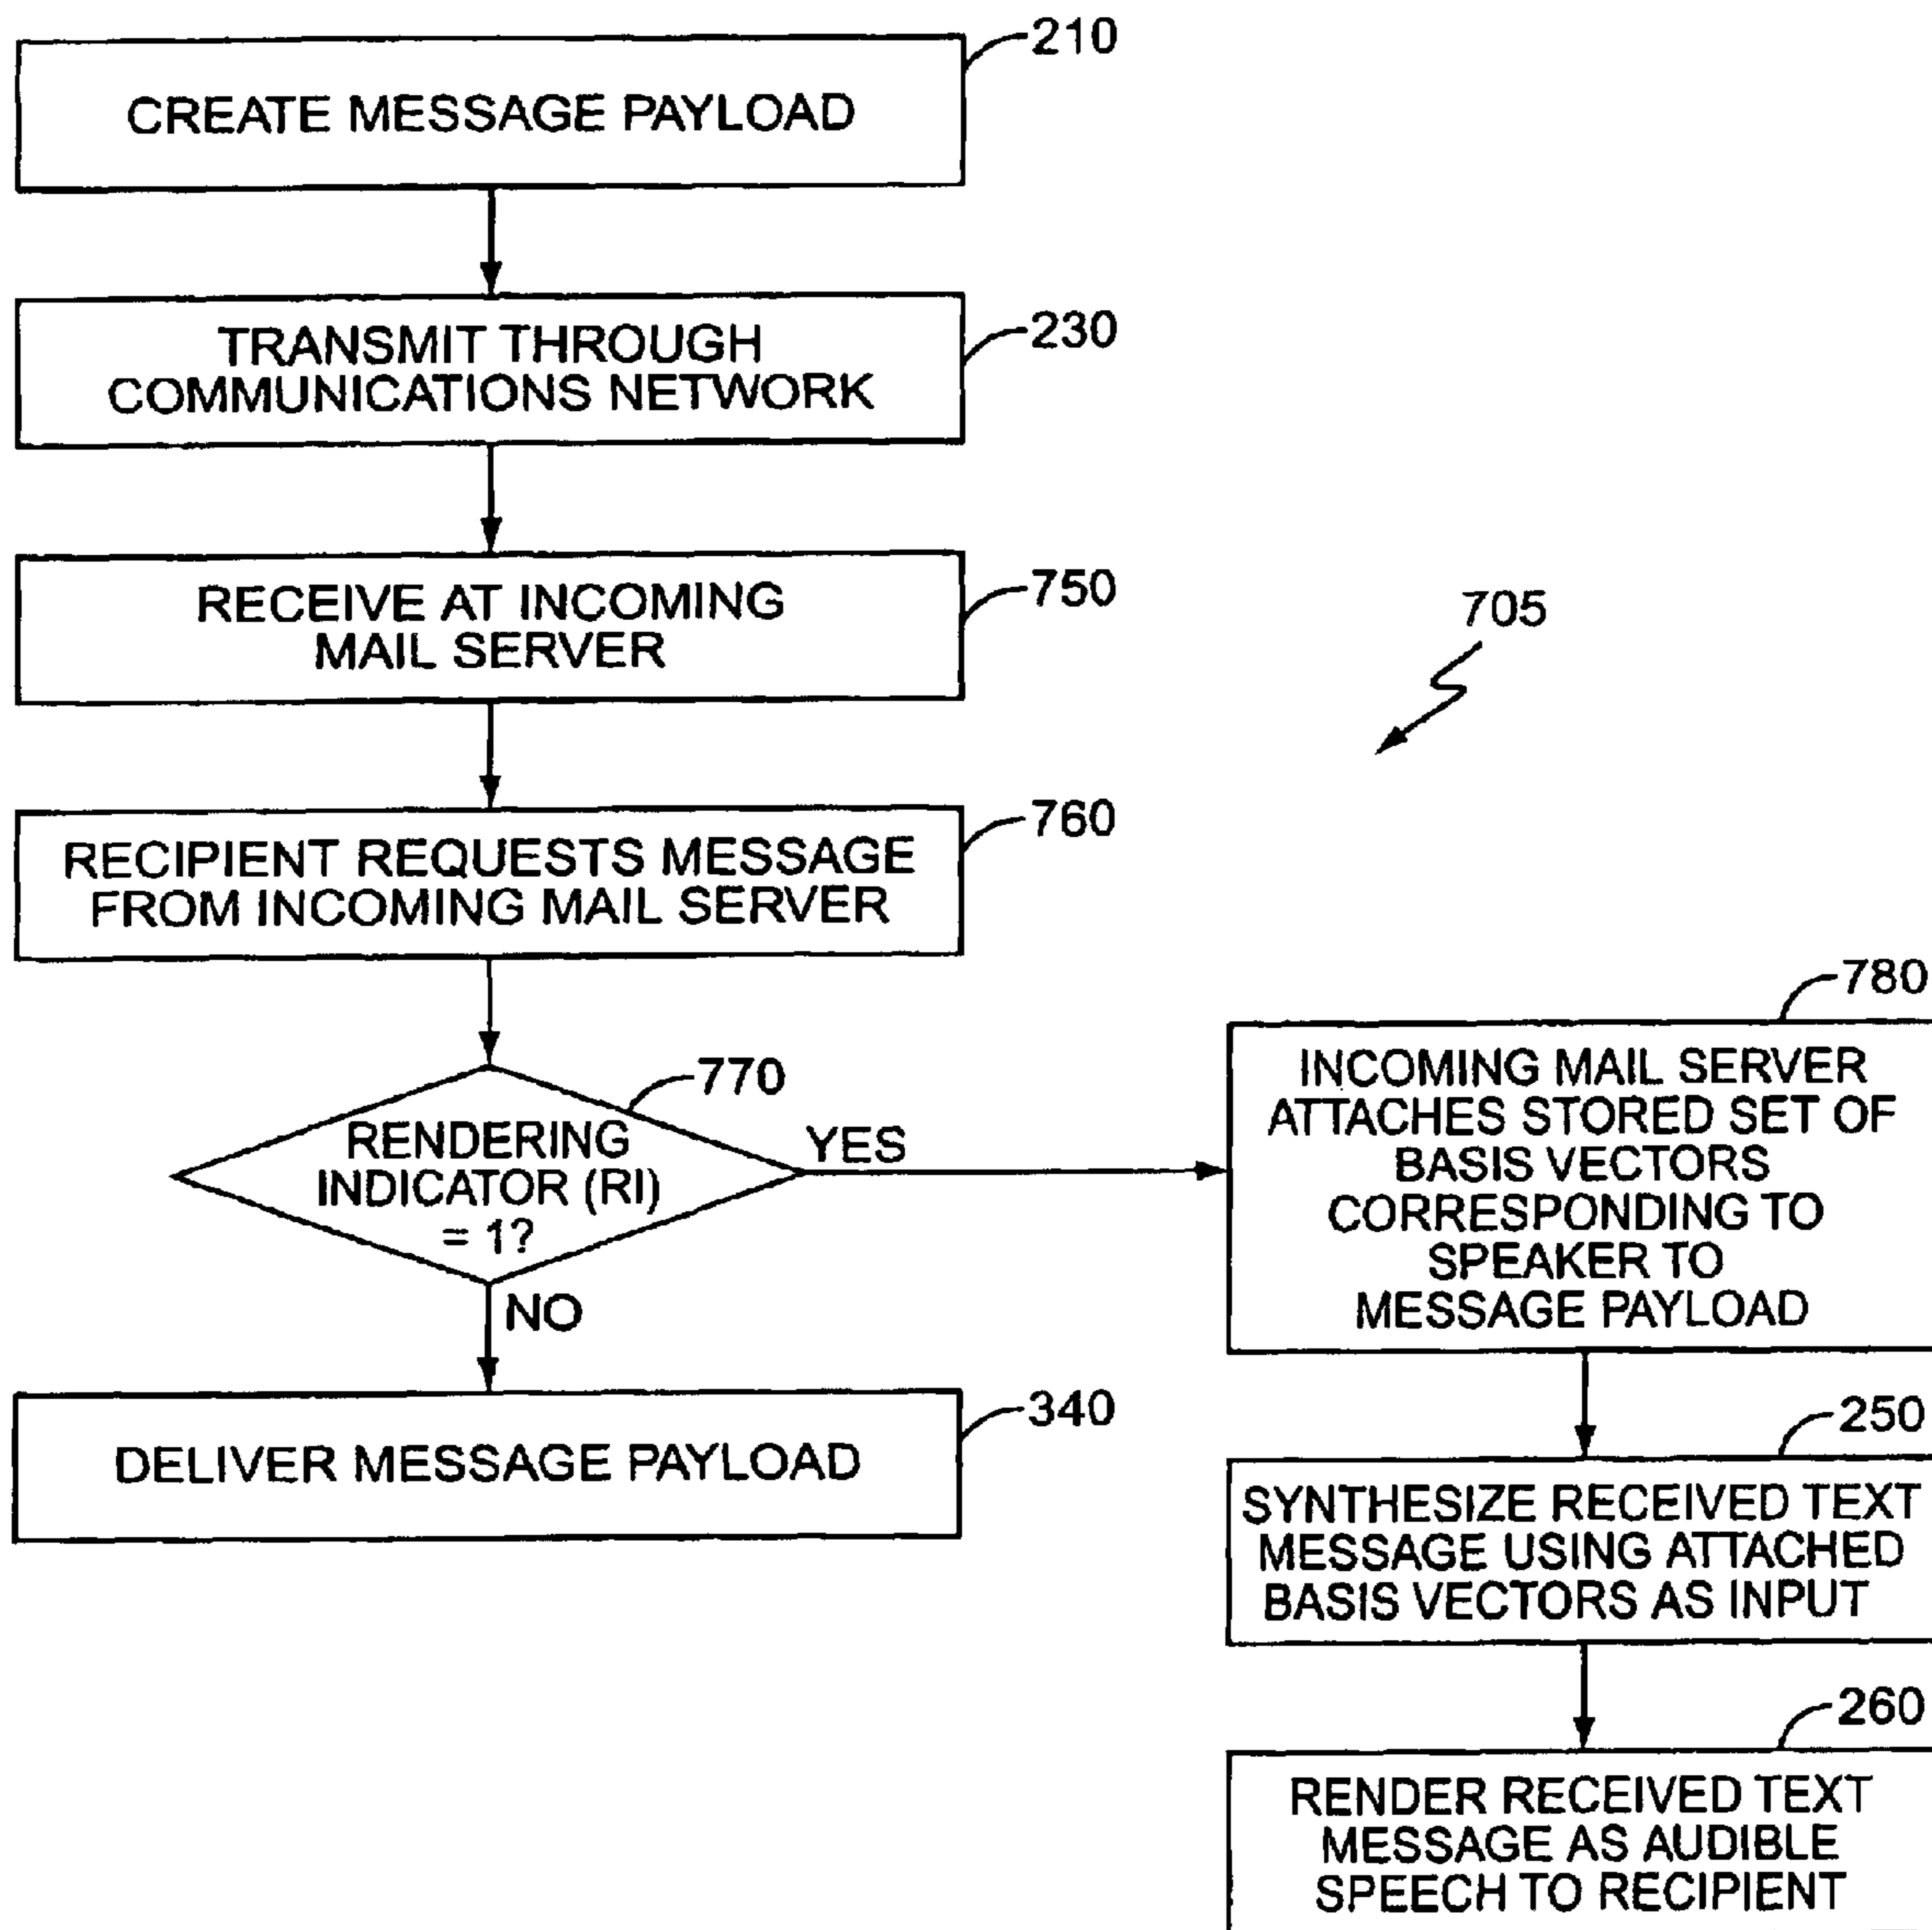 210
CREATE MESSAGE PAYLOAD
230
TRANSMIT THROUGH
COMMUNICATIONS NETWORK
750
RECEIVE AT INCOMING
MAIL SERVER
705
760
RECIPIENT REQUESTS MESSAGE
FROM INCOMING MAIL SERVER
770
RENDERING
INDICATOR (RI)
= 1?
YES
NO
340
DELIVER MESSAGE PAYLOAD
780
INCOMING MAIL SERVER
ATTACHES STORED SET OF
BASIS VECTORS
CORRESPONDING TO
SPEAKER TO
MESSAGE PAYLOAD
250
SYNTHESIZE RECEIVED TEXT
MESSAGE USING ATTACHED
BASIS VECTORS AS INPUT
260
RENDER RECEIVED TEXT
MESSAGE AS AUDIBLE
SPEECH TO RECIPIENT